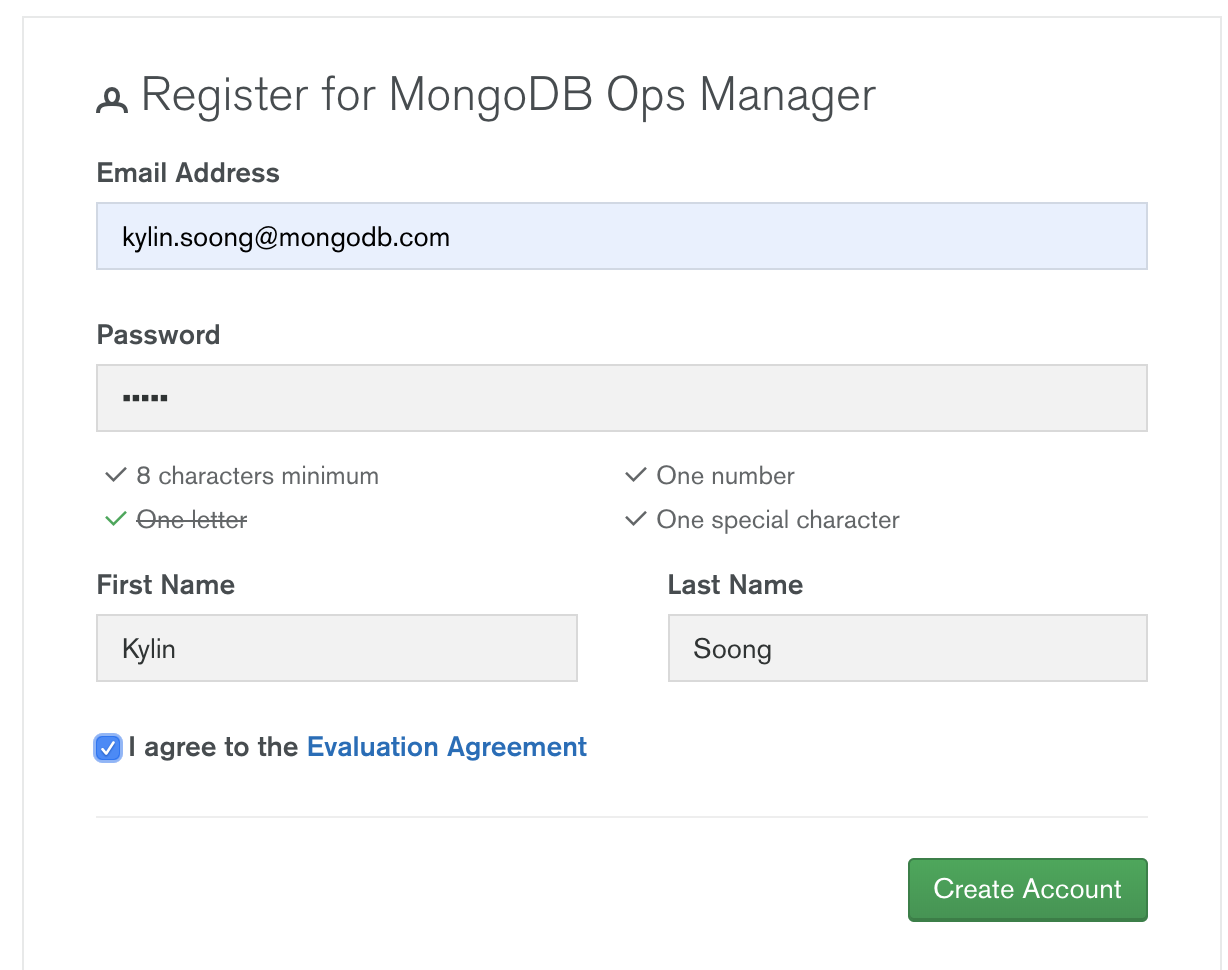 Register for MongoDB Ops Manager
Email Address
kylin.soong@mongodb.com
Password
•••••
8 characters minimum
One number
One letter
One special character
First Name
Last Name
Kylin
Soong
I agree to the Evaluation Agreement
Create Account